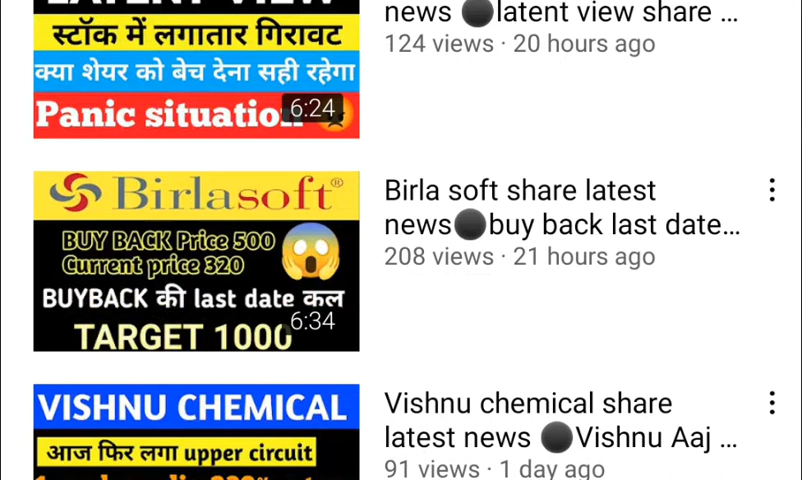 LATENT VIEW
news ⚫latent view share ...
124 views · 20 hours ago
स्टॉक में लगातार गिरावट
क्या शेयर को बेच देना सही रहेगा
Panic situation
6:24
Birlasoft®
BUY BACK Price 500
Current price 320
BUYBACK की last date कल
TARGET 1000
6:34
Birla soft share latest
news⚫buy back last date...
208 views · 21 hours ago
VISHNU CHEMICAL
आज फिर लगा upper circuit
Vishnu chemical share
latest news ⚫Vishnu Aaj ...
91 views · 1 day ago